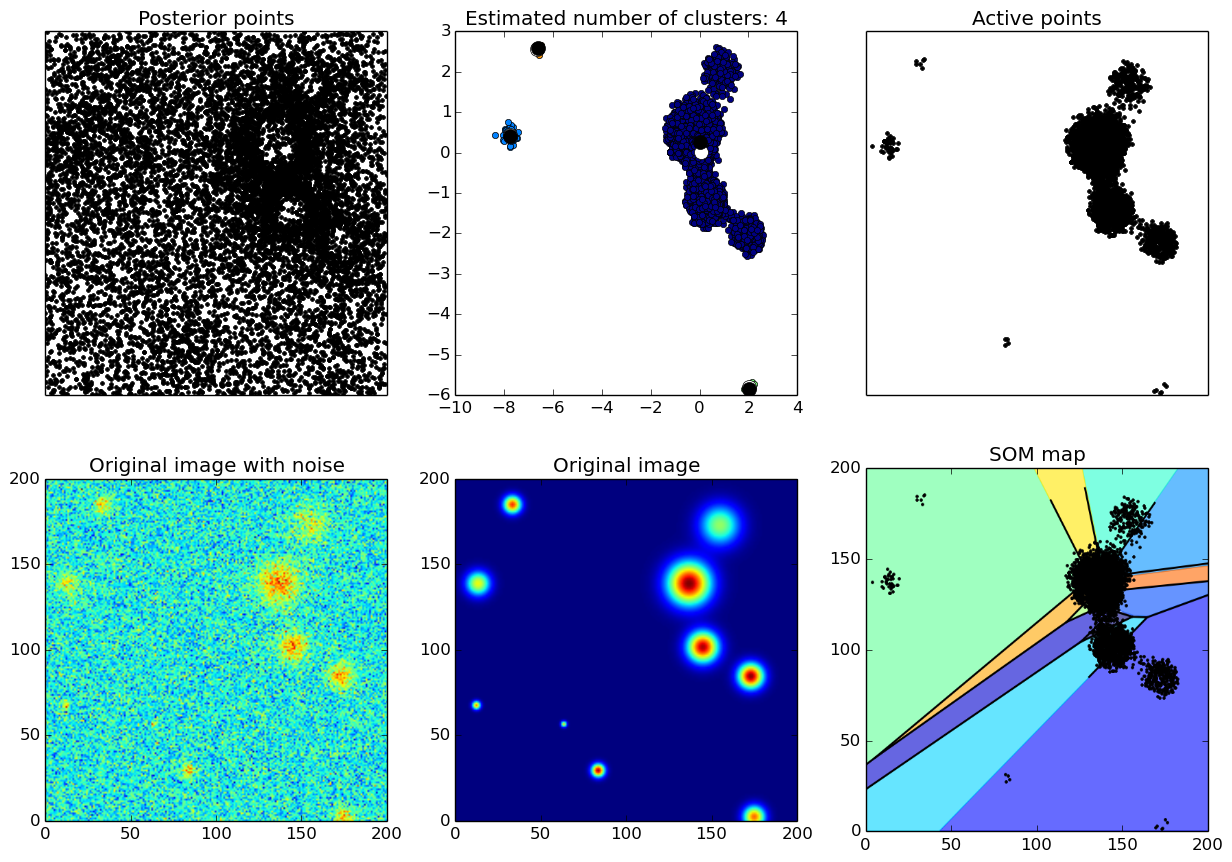 Posterior points
Estimated number of clusters: 4
Active points
3
2
1
0
−1
−2
−3
−4
−5
−6
−10 −8 −6 −4 −2 0 2 4
Original image with noise
Original image
SOM map
200
150
100
50
0
0 50 100 150 200
200
150
100
50
0
0 50 100 150 200
200
150
100
50
0
0 50 100 150 200